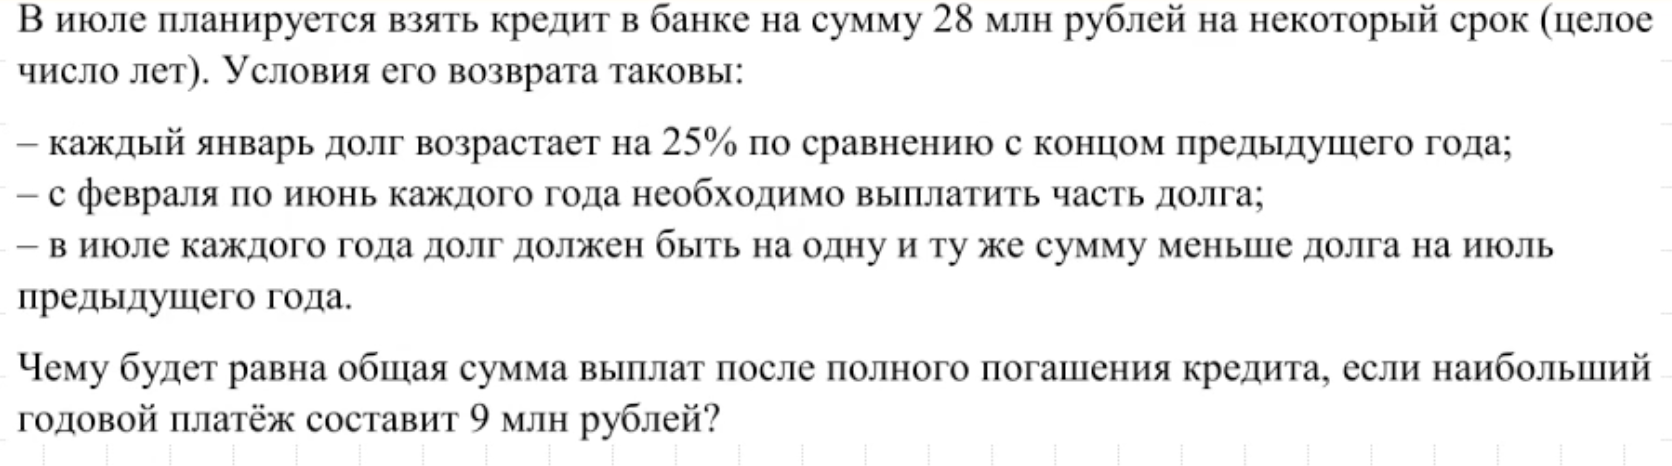 В июле планируется взять кредит в банке на сумму 28 млн рублей на некоторый срок (целое
число лет). Условия его возврата таковы:
– каждый январь долг возрастает на 25% по сравнению с концом предыдущего года;
– с февраля по июнь каждого года необходимо выплатить часть долга;
– в июле каждого года долг должен быть на одну и ту же сумму меньше долга на июль
предыдущего года.
Чему будет равна общая сумма выплат после полного погашения кредита, если наибольший
годовой платёж составит 9 млн рублей?